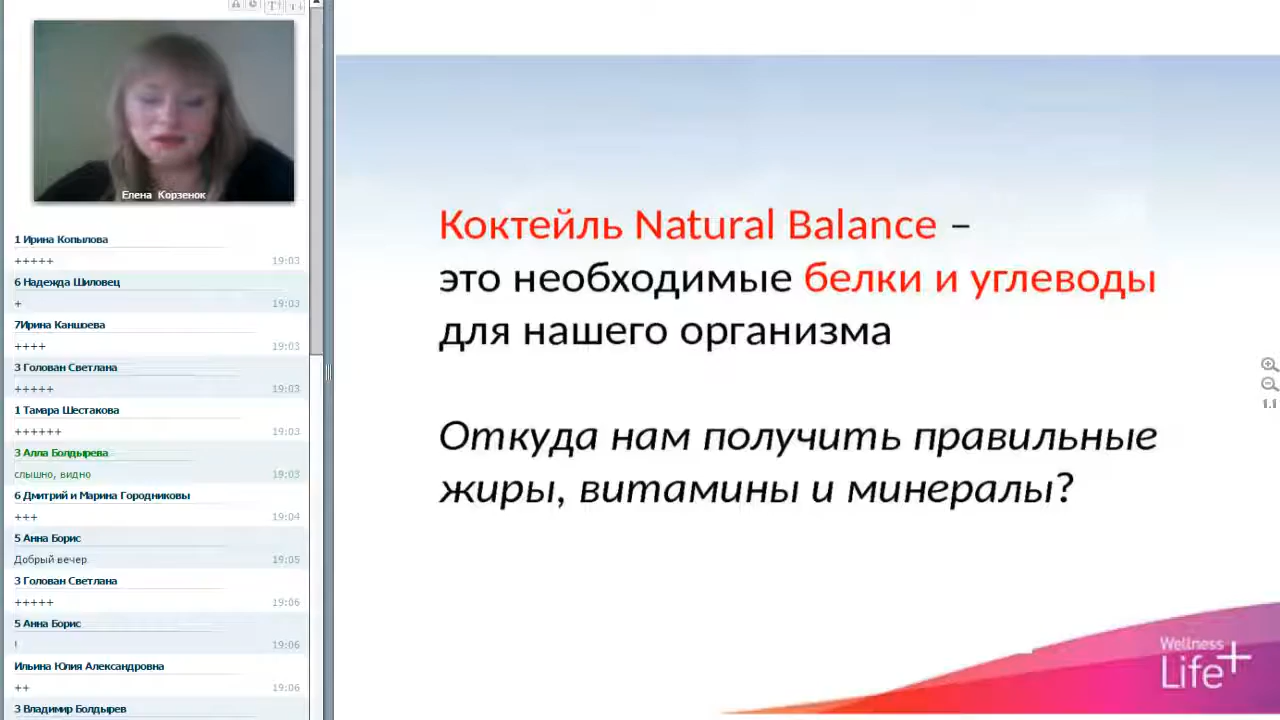 Елена Корзенок
1 Ирина Копылова
+++++ 19:03
6 Надежда Шиловец
+ 19:03
7Ирина Каншоева
++++ 19:03
3 Голован Светлана
+++++ 19:03
1 Тамара Шестакова
++++++ 19:03
3 Алла Болдырева
слышно, видно 19:03
6 Дмитрий и Марина Городниковы
+++ 19:04
5 Анна Борис
Добрый вечер 19:05
3 Голован Светлана
+++++ 19:06
5 Анна Борис
! 19:06
Ильина Юлия Александровна
++ 19:06
3 Владимир Болдырев
Коктейль Natural Balance –
это необходимые белки и углеводы
для нашего организма
Откуда нам получить правильные
жиры, витамины и минералы?
1.1
Wellness
Life+